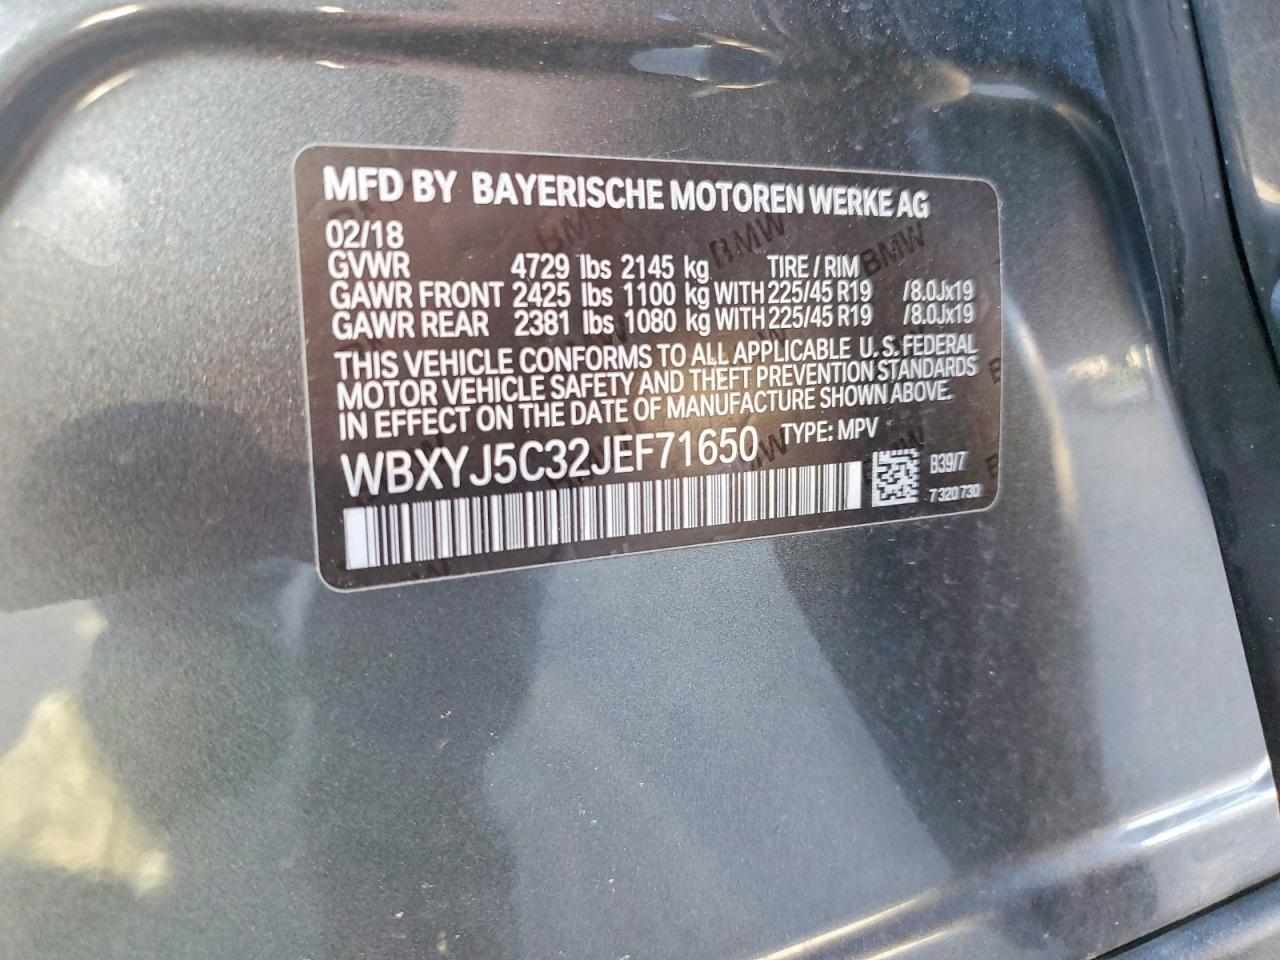 MFD BY BAYERISCHE MOTOREN WERKE AG
02/18
GVWR 4729 lbs 2145 kg TIRE / RIM
GAWR FRONT 2425 lbs 1100 kg WITH 225/45 R19 /8.0Jx19
GAWR REAR 2381 lbs 1080 kg WITH 225/45 R19 /8.0Jx19
THIS VEHICLE CONFORMS TO ALL APPLICABLE U.S. FEDERAL
MOTOR VEHICLE SAFETY AND THEFT PREVENTION STANDARDS
IN EFFECT ON THE DATE OF MANUFACTURE SHOWN ABOVE.
WBXYJ5C32JEF71650 TYPE: MPV
B39/7
7 320 730